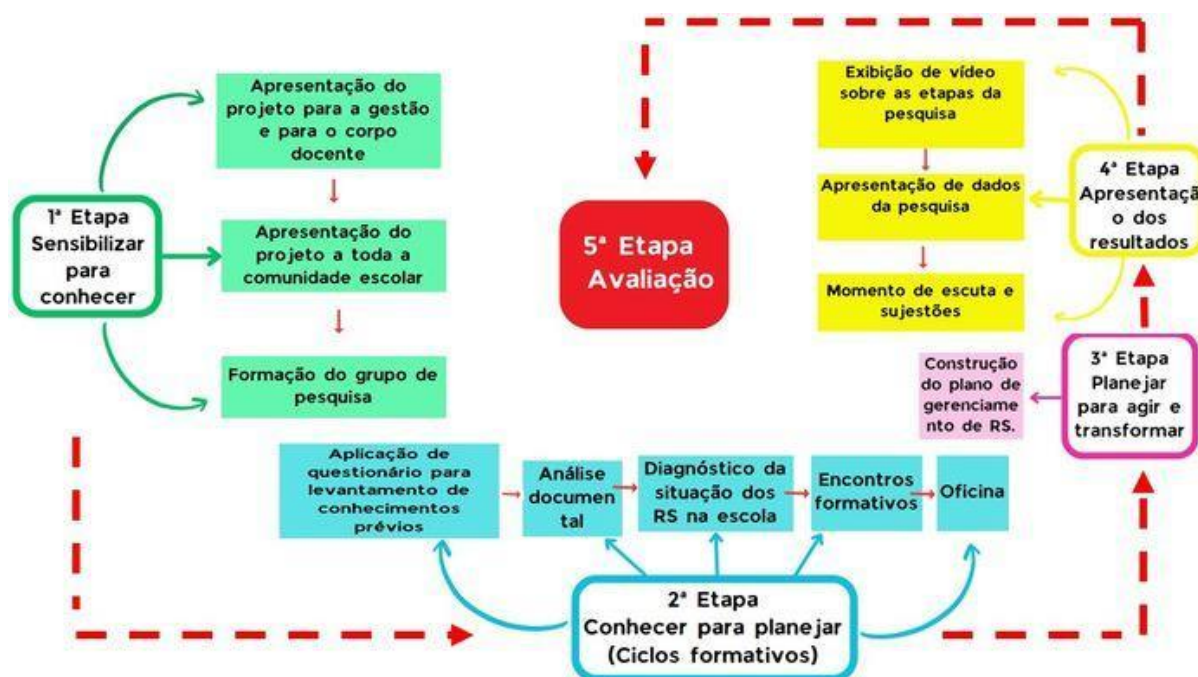 1ª Etapa
Sensibilizar
para
conhecer
Apresentação do
projeto para a gestão
e para o corpo
docente
Apresentação do
projeto a toda a
comunidade escolar
Formação do grupo de
pesquisa
2ª Etapa
Conhecer para planejar
(Ciclos formativos)
Aplicação de
questionário para
levantamento de
conhecimentos
prévios
Análise
documen
tal
Diagnóstico da
situação dos
RS na escola
Encontros
formativos
Oficina
3ª Etapa
Planejar
para agir e
transformar
Construção
do plano de
gerenciame
nto de RS.
4ª Etapa
Apresentaçã
o dos
resultados
Exibição de vídeo
sobre as etapas da
pesquisa
Apresentação de dados
da pesquisa
Momento de escuta e
sujestões
5ª Etapa
Avaliação